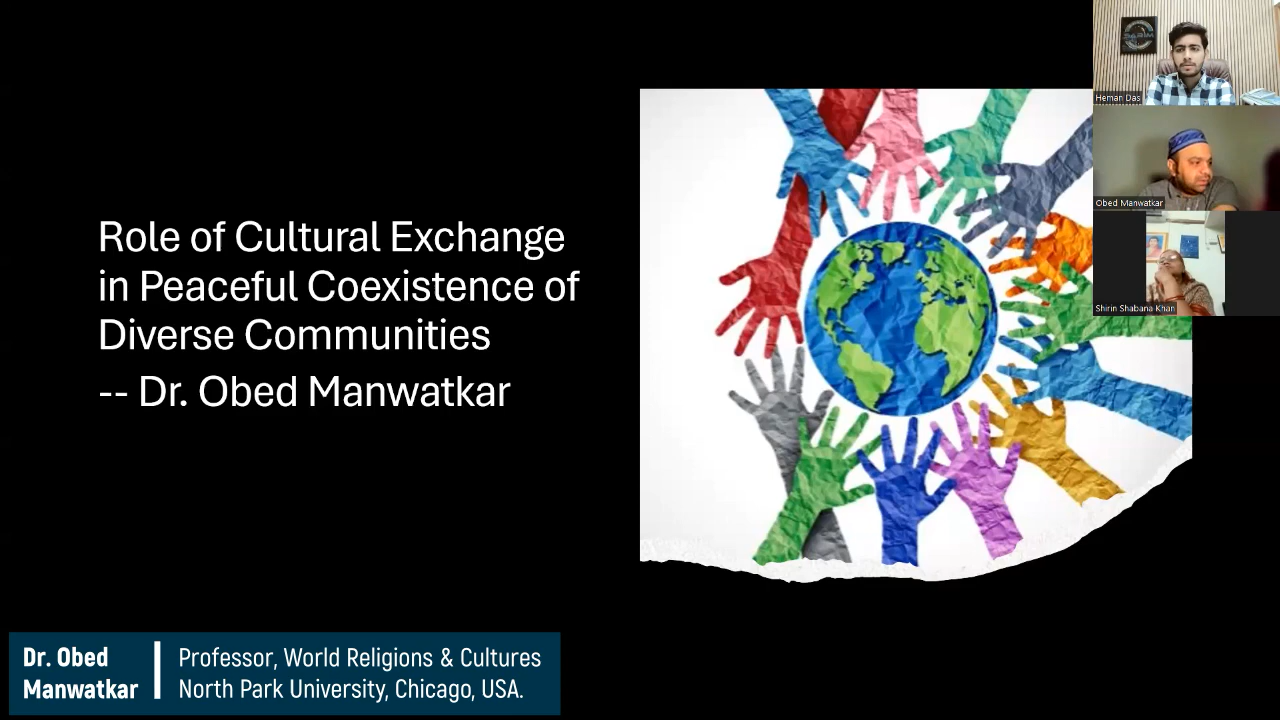 Role of Cultural Exchange
in Peaceful Coexistence of
Diverse Communities
-- Dr. Obed Manwatkar
Heman Das
Obed Manwatkar
Shirin Shabana Khan
Dr. Obed
Manwatkar
Professor, World Religions & Cultures
North Park University, Chicago, USA.